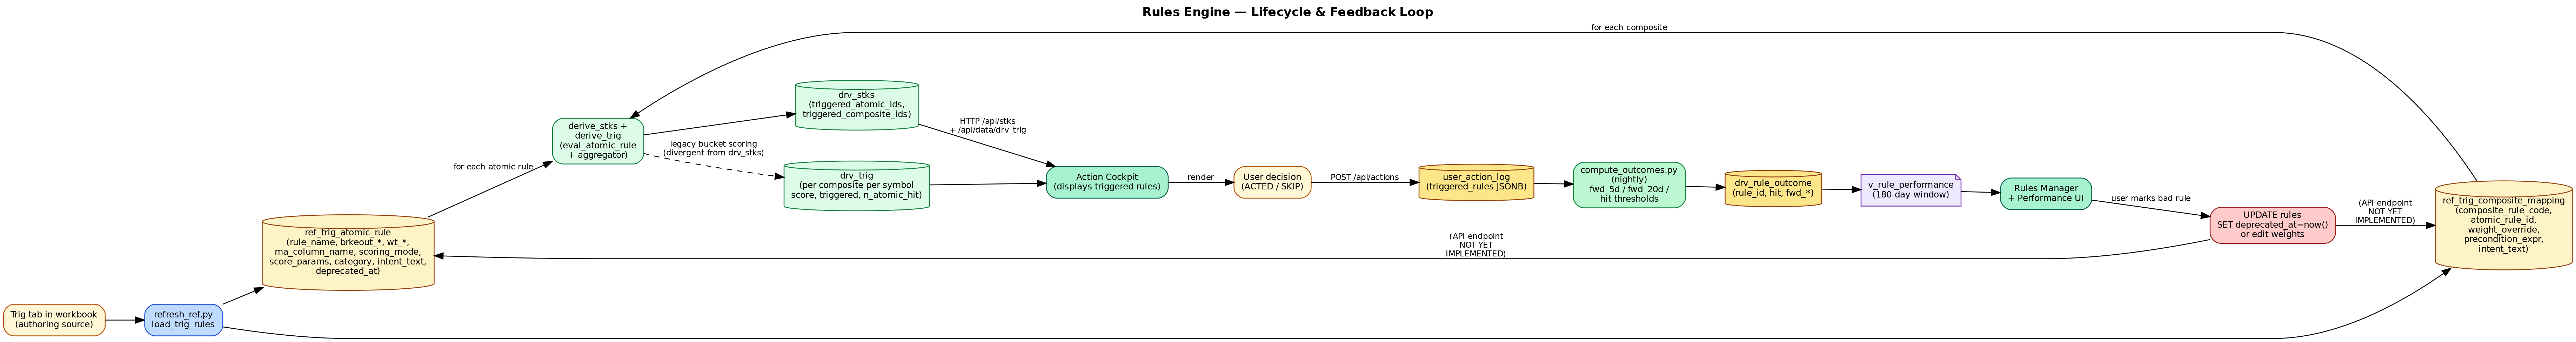 Rules Engine — Lifecycle & Feedback Loop
for each composite
drv_stks
(triggered_atomic_ids,
triggered_composite_ids)
HTTP /api/stks
+ /api/data/drv_trig
derive_stks +
derive_trig
(eval_atomic_rule
+ aggregator)
legacy bucket scoring
(divergent from drv_stks)
for each atomic rule
drv_trig
(per composite per symbol
score, triggered, n_atomic_hit)
Action Cockpit
(displays triggered rules)
render
User decision
(ACTED / SKIP)
POST /api/actions
user_action_log
(triggered_rules JSONB)
compute_outcomes.py
(nightly)
fwd_5d / fwd_20d /
hit thresholds
drv_rule_outcome
(rule_id, hit, fwd_*)
v_rule_performance
(180-day window)
Rules Manager
+ Performance UI
user marks bad rule
UPDATE rules
SET deprecated_at=now()
or edit weights
(API endpoint
NOT YET
IMPLEMENTED)
ref_trig_composite_mapping
(composite_rule_code,
atomic_rule_id,
weight_override,
precondition_expr,
intent_text)
ref_trig_atomic_rule
(rule_name, brkeout_*, wt_*,
ma_column_name, scoring_mode,
score_params, category, intent_text,
deprecated_at)
(API endpoint
NOT YET
IMPLEMENTED)
Trig tab in workbook
(authoring source)
refresh_ref.py
load_trig_rules